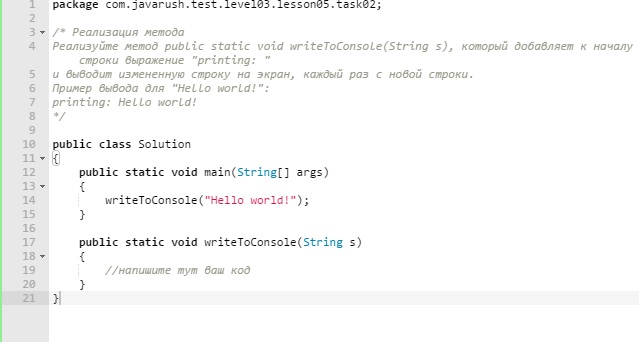 1 package com.javarush.test.level03.lesson05.task02;
2
3 /* Реализация метода
4 Реализуйте метод public static void writeToConsole(String s), который добавляет к началу
строки выражение "printing: "
5 и выводит измененную строку на экран, каждый раз с новой строки.
6 Пример вывода для "Hello world!":
7 printing: Hello world!
8 */
9
10 public class Solution
11 {
12 public static void main(String[] args)
13 {
14 writeToConsole("Hello world!");
15 }
16
17 public static void writeToConsole(String s)
18 {
19 //напишите тут ваш код
20 }
21 }